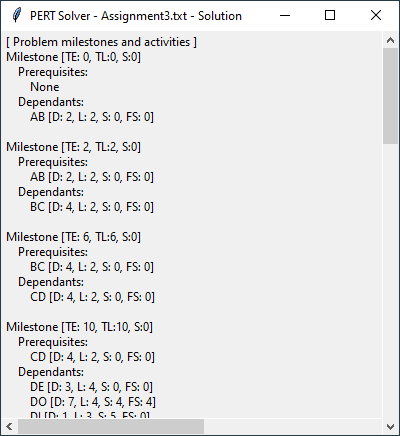 PERT Solver - Assignment3.txt - Solution
[ Problem milestones and activities ]
Milestone [TE: 0, TL:0, S:0]
Prerequisites:
None
Dependants:
AB [D: 2, L: 2, S: 0, FS: 0]
Milestone [TE: 2, TL:2, S:0]
Prerequisites:
AB [D: 2, L: 2, S: 0, FS: 0]
Dependants:
BC [D: 4, L: 2, S: 0, FS: 0]
Milestone [TE: 6, TL:6, S:0]
Prerequisites:
BC [D: 4, L: 2, S: 0, FS: 0]
Dependants:
CD [D: 4, L: 2, S: 0, FS: 0]
Milestone [TE: 10, TL:10, S:0]
Prerequisites:
CD [D: 4, L: 2, S: 0, FS: 0]
Dependants:
DE [D: 3, L: 4, S: 0, FS: 0]
DO [D: 7, L: 4, S: 4, FS: 4]
[D: 1, L: 3, S: 5, FS: 0]